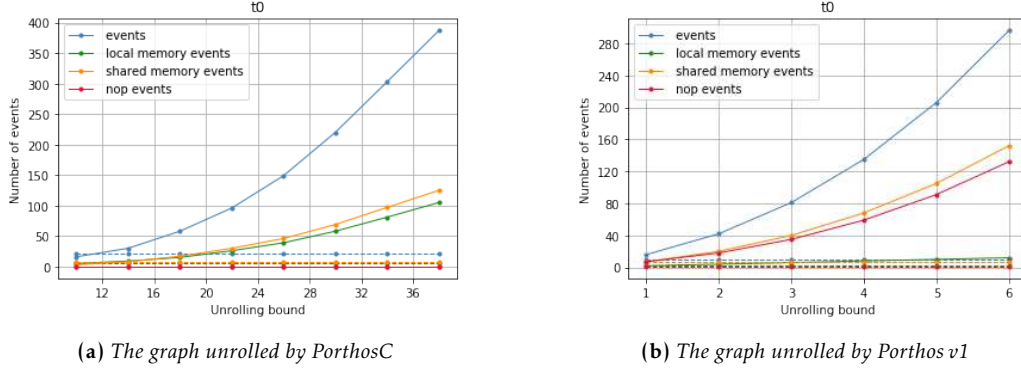 t0
400
350
300
250
200
150
100
50
0
Number of events
events
local memory events
shared memory events
nop events
12 16 20 24 28 32 36
Unrolling bound
(a) The graph unrolled by PorthosC
t0
280
240
200
160
120
80
40
0
Number of events
events
local memory events
shared memory events
nop events
1 2 3 4 5 6
Unrolling bound
(b) The graph unrolled by Porthos v1